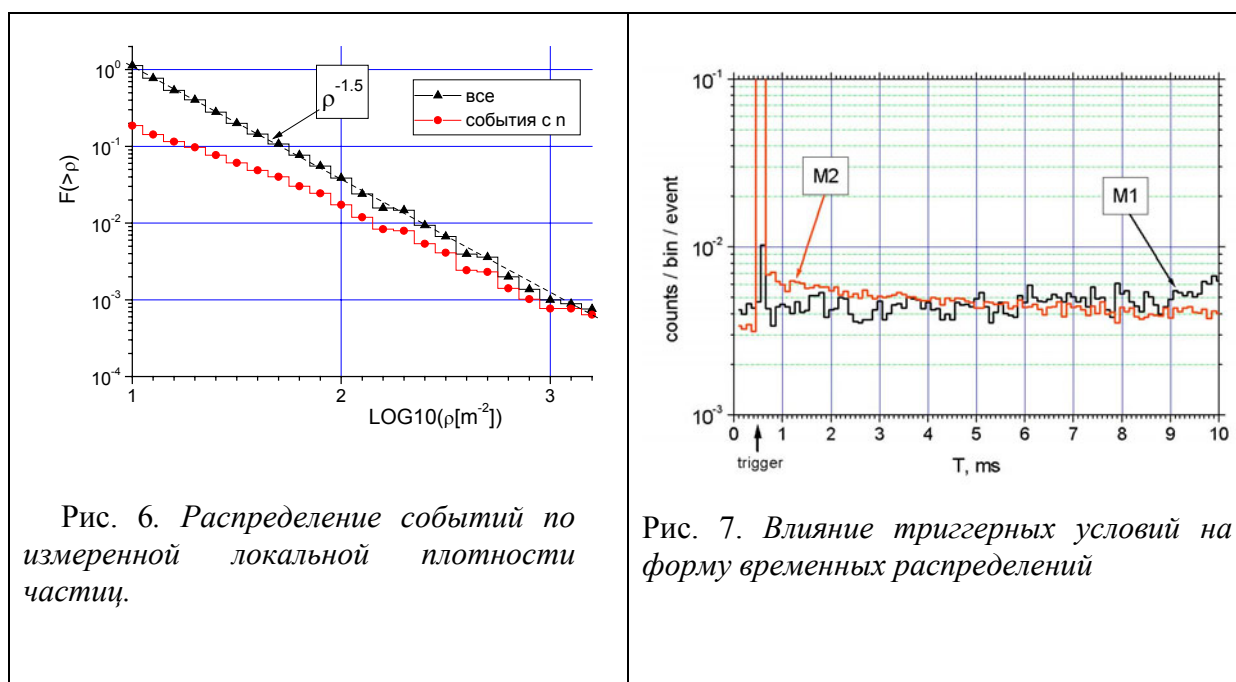 10^0
10^-1
10^-2
10^-3
10^-4
F(>ρ)
ρ^-1.5
все
события с n
1
2
3
LOG10(ρ[m^-2])
Рис. 6. Распределение событий по
измеренной локальной плотности
частиц.
10^-1
10^-2
10^-3
counts / bin / event
M2
M1
0 1 2 3 4 5 6 7 8 9 10
trigger
T, ms
Рис. 7. Влияние триггерных условий на
форму временных распределений